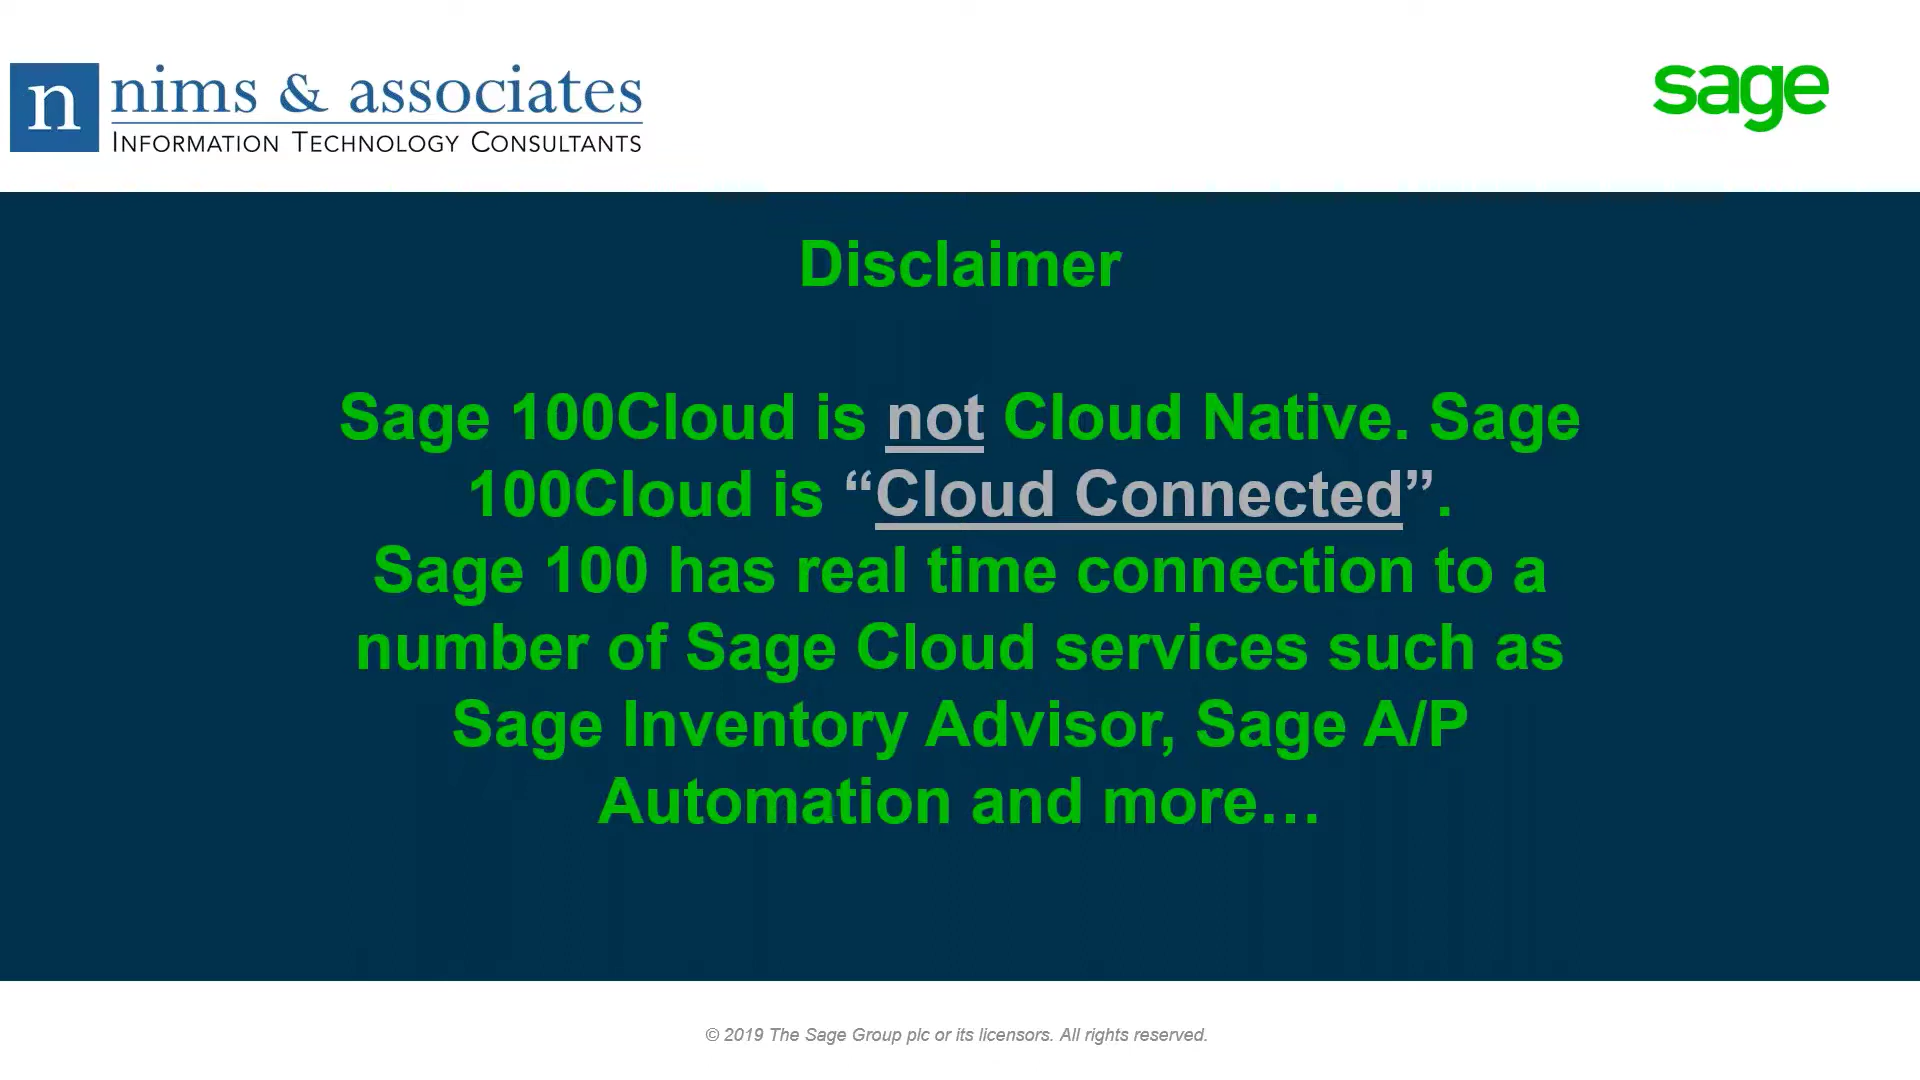 n nims & associates
INFORMATION TECHNOLOGY CONSULTANTS
sage
Disclaimer
Sage 100Cloud is not Cloud Native. Sage
100Cloud is “Cloud Connected”.
Sage 100 has real time connection to a
number of Sage Cloud services such as
Sage Inventory Advisor, Sage A/P
Automation and more…
© 2019 The Sage Group plc or its licensors. All rights reserved.